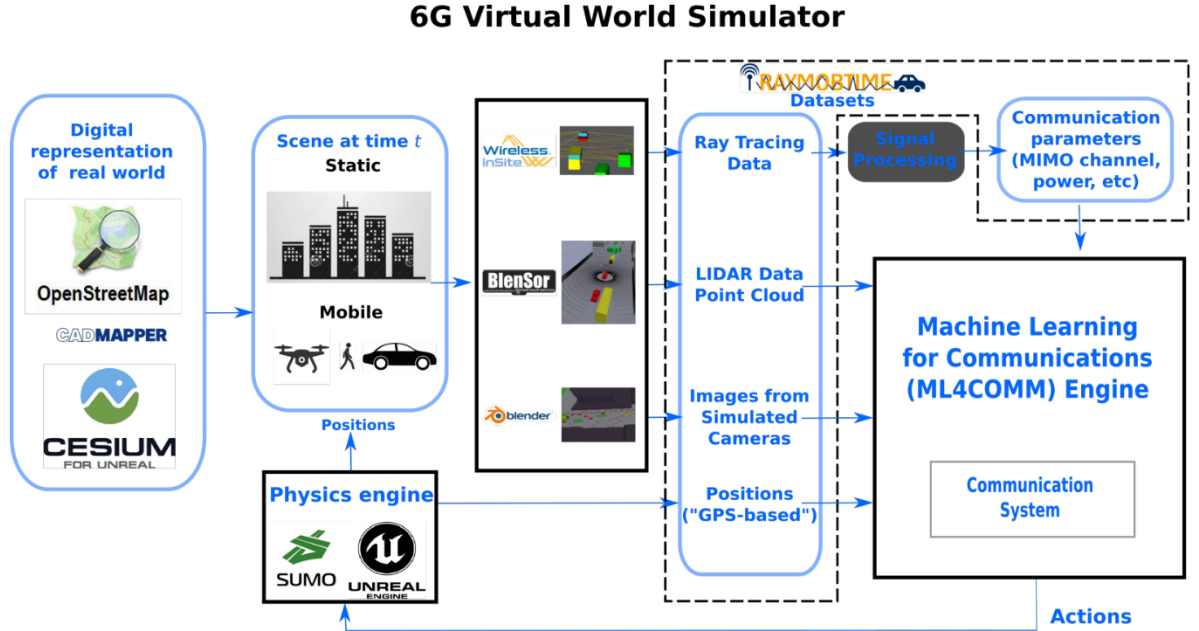 6G Virtual World Simulator
Digital
representation
of real world
OpenStreetMap
CADMAPPER
CESIUM
FOR UNREAL
Scene at time t
Static
Mobile
Positions
Physics engine
SUMO
UNREAL
ENGINE
Wireless
InSite
BlenSor
blender
RAYMOBTIME
Datasets
Ray Tracing
Data
LIDAR Data
Point Cloud
Images from
Simulated
Cameras
Positions
("GPS-based")
Signal
Processing
Communication
parameters
(MIMO channel,
power, etc)
Machine Learning
for Communications
(ML4COMM) Engine
Communication
System
Actions